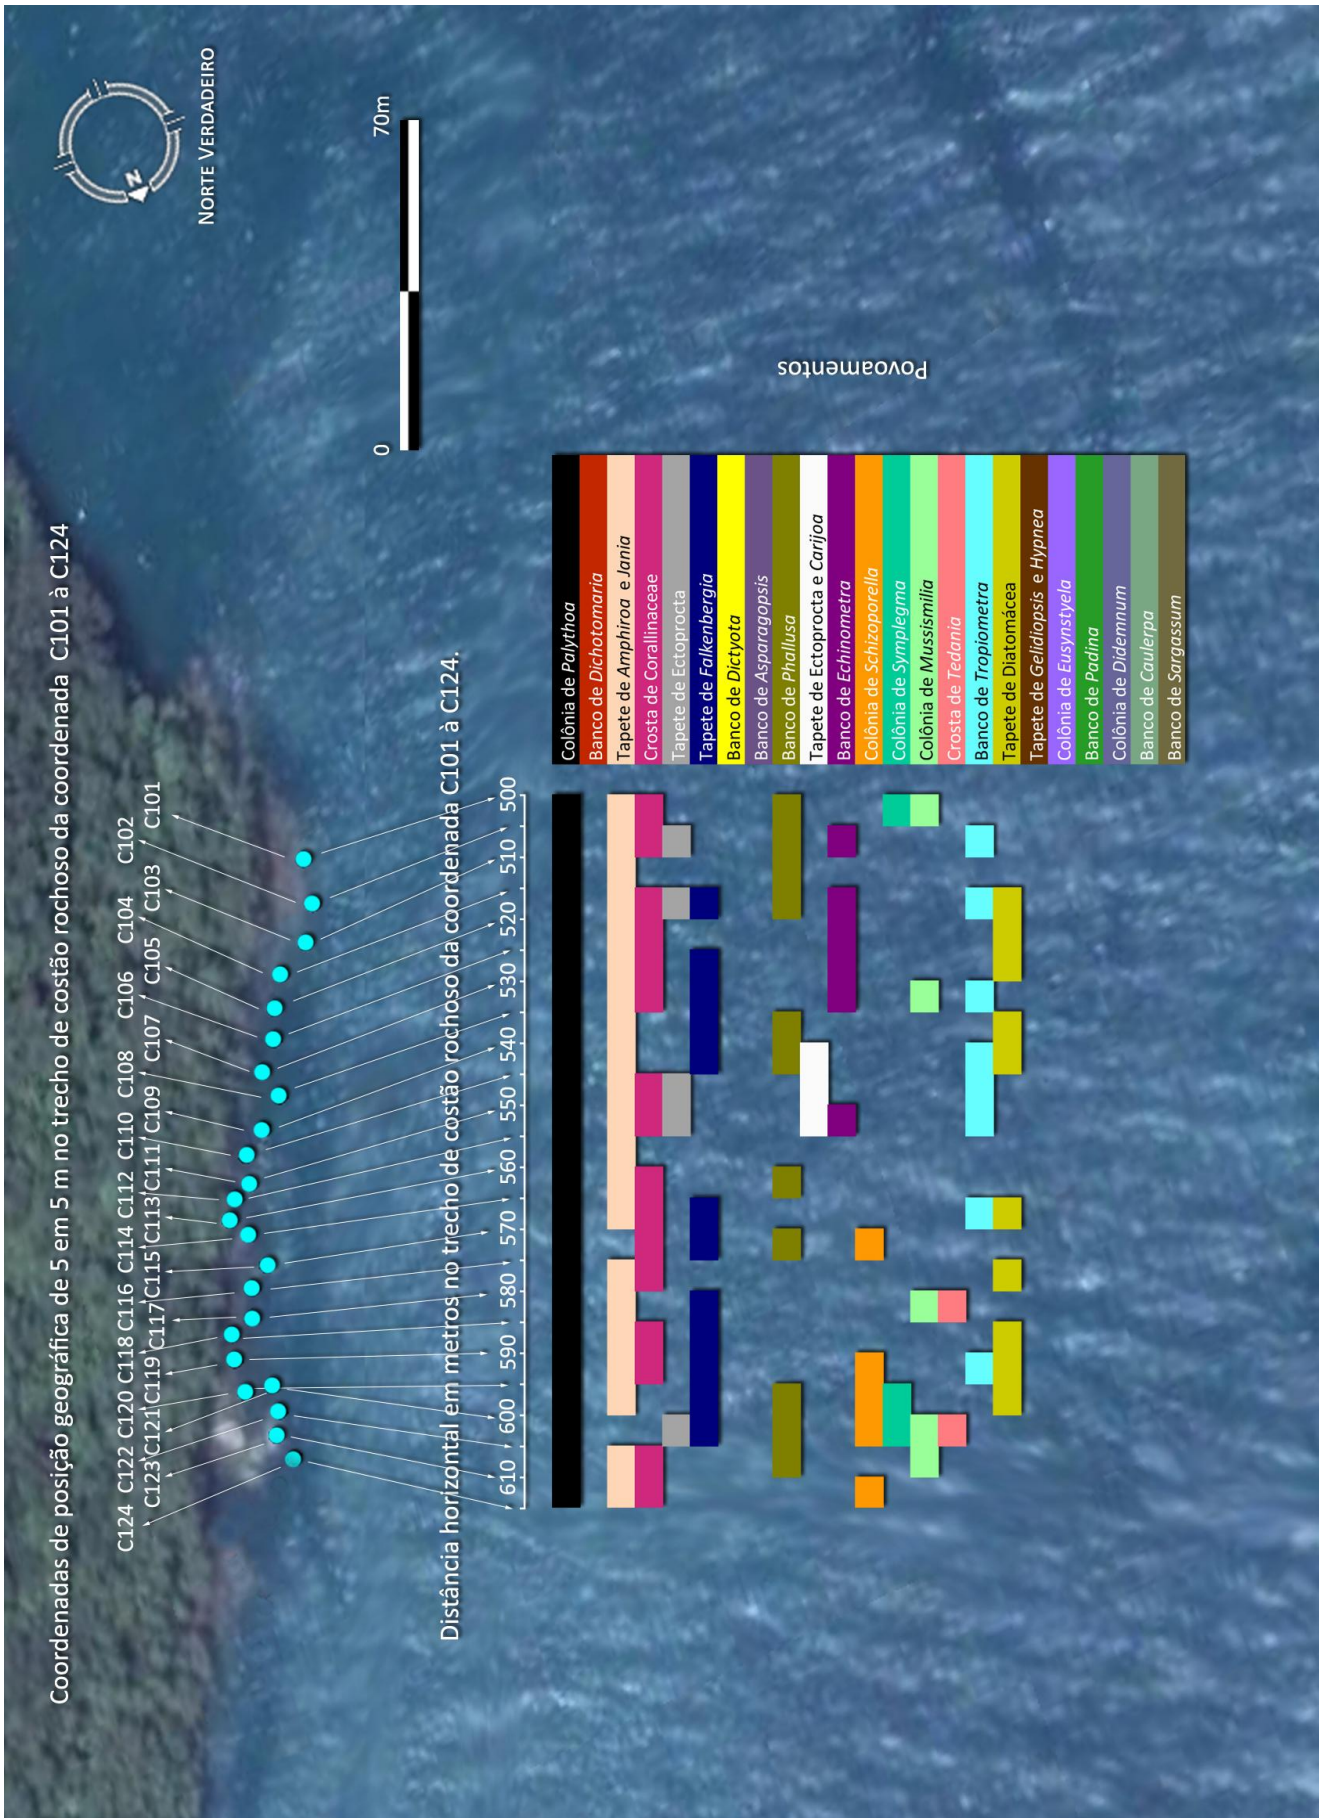 Coordenadas de posição geográfica de 5 em 5 m no trecho de costão rochoso da coordenada C101 à C124
NORTE VERDADEIRO
N
0
70m
C124
C123
C122
C121
C120
C119
C118
C117
C116
C115
C114
C113
C112
C111
C110
C109
C108
C107
C106
C105
C104
C103
C102
C101
Distância horizontal em metros no trecho de costão rochoso da coordenada C101 à C124.
610 600 590 580 570 560 550 540 530 520 510 500
Colônia de Palythoa
Banco de Dichotomaria
Tapete de Amphiroa e Jania
Crosta de Corallinaceae
Tapete de Ectoprocta
Tapete de Falkenbergia
Banco de Dictyota
Banco de Asparagopsis
Banco de Phallusa
Tapete de Ectoprocta e Carijoa
Banco de Echinometra
Colônia de Schizoporella
Colônia de Symplegma
Colônia de Mussismilia
Crosta de Tedania
Banco de Tropiometra
Tapete de Diatomácea
Tapete de Gelidiopsis e Hypnea
Colônia de Eusynstyela
Banco de Padina
Colônia de Didemnum
Banco de Caulerpa
Banco de Sargassum
Povoamentos